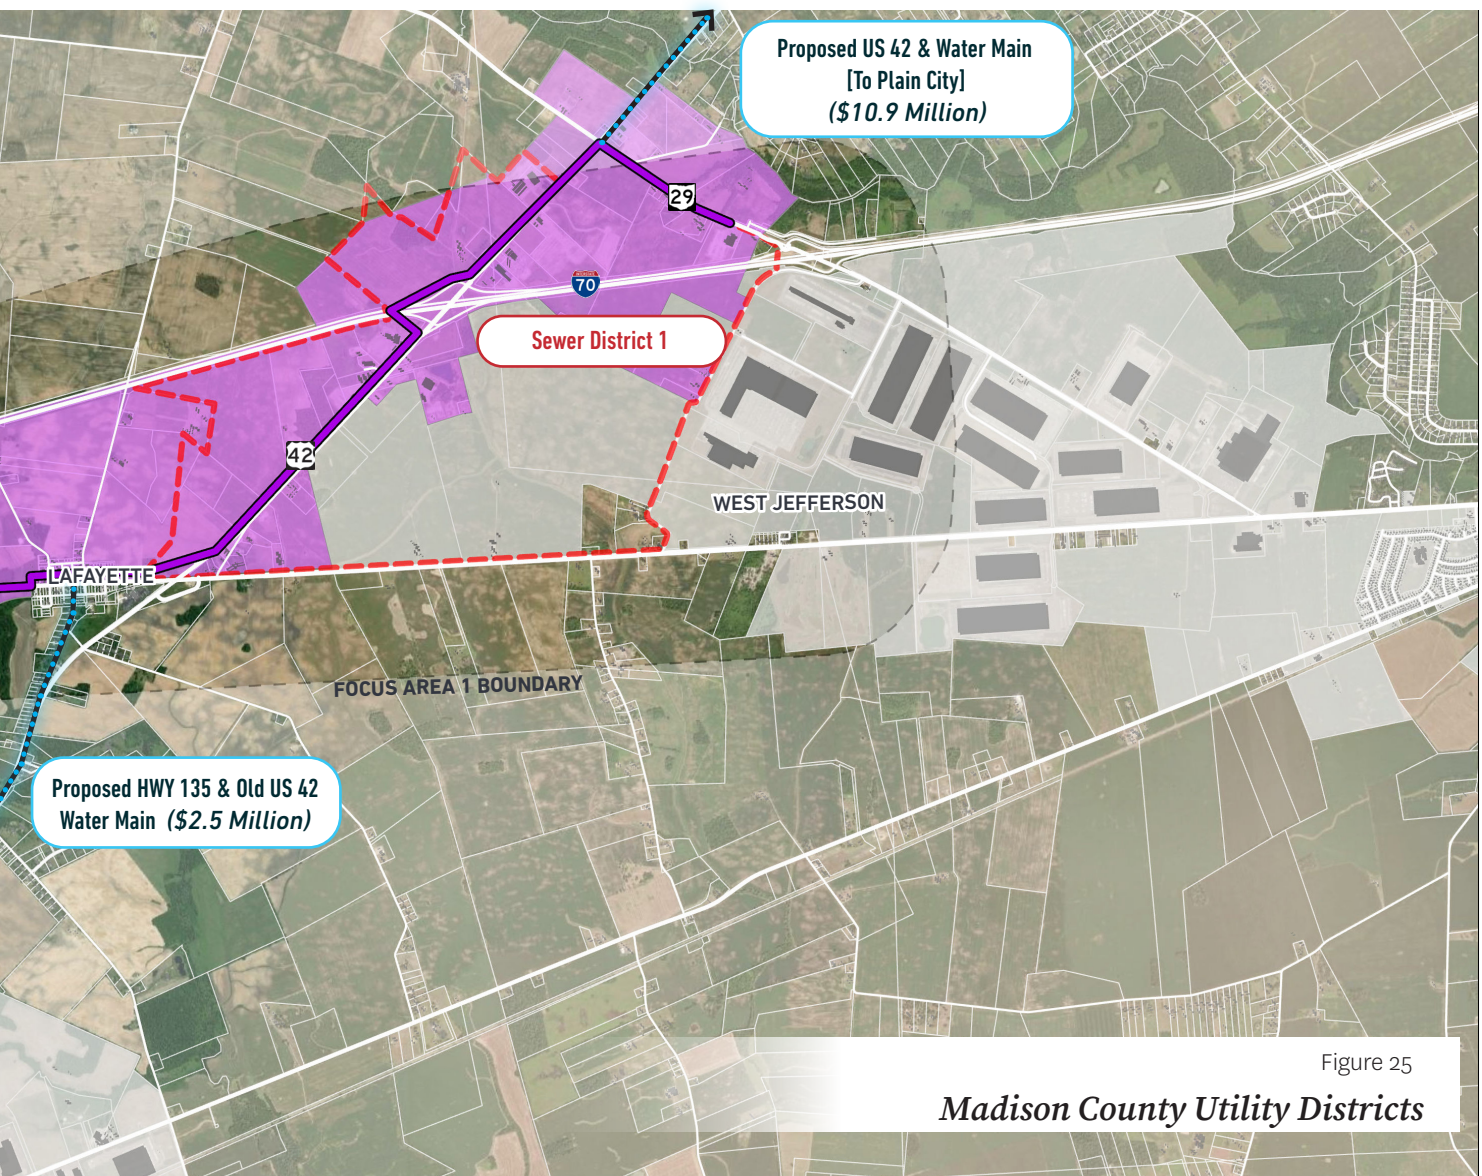 Proposed US 42 & Water Main
[To Plain City]
($10.9 Million)
29
70
Sewer District 1
42
WEST JEFFERSON
LAFAYETTE
FOCUS AREA 1 BOUNDARY
Proposed HWY 135 & Old US 42
Water Main ($2.5 Million)
Figure 25
Madison County Utility Districts